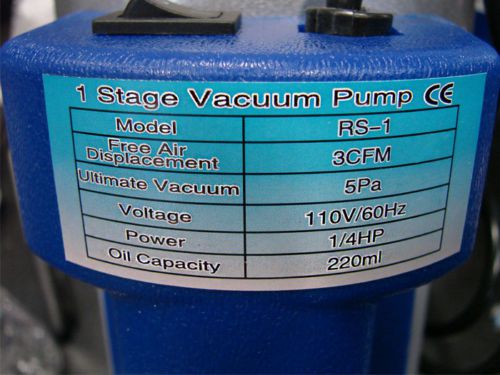 1 Stage Vacuum Pump CE
Model RS-1
Free Air
Displacement 3CFM
Ultimate Vacuum 5Pa
Voltage 110V/60Hz
Power 1/4HP
Oil Capacity 220ml